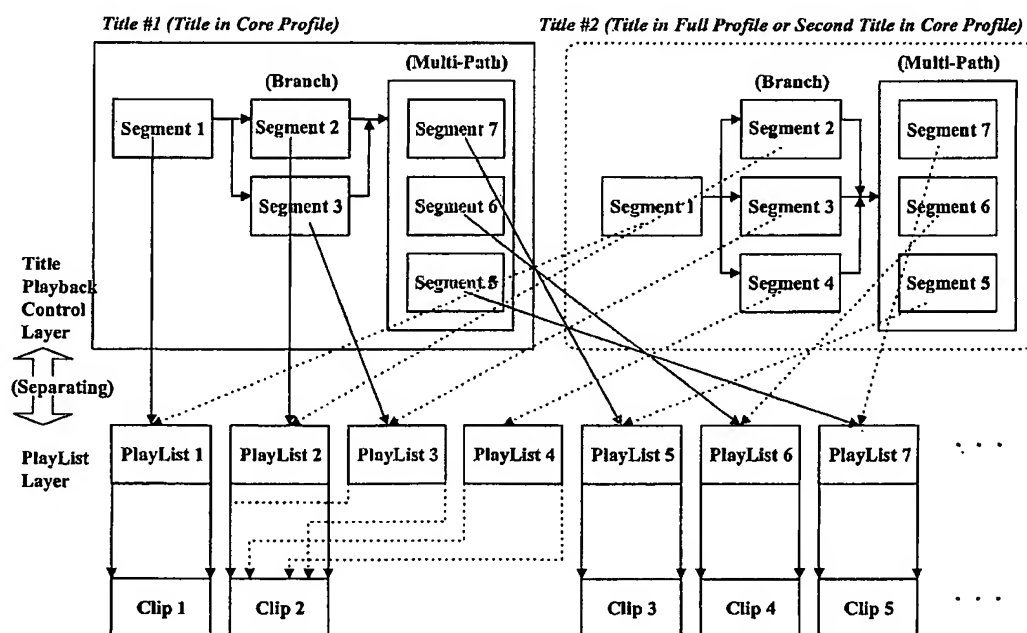 Title #1 (Title in Core Profile)
Title #2 (Title in Full Profile or Second Title in Core Profile)
(Branch)
(Multi-Path)
Segment 1
Segment 2
Segment 3
Segment 7
Segment 6
Segment 5
(Branch)
(Multi-Path)
Segment 1
Segment 2
Segment 3
Segment 4
Segment 7
Segment 6
Segment 5
Title
Playback
Control
Layer
(Separating)
PlayList
Layer
PlayList 1
PlayList 2
PlayList 3
PlayList 4
PlayList 5
PlayList 6
PlayList 7
. . .
Clip 1
Clip 2
Clip 3
Clip 4
Clip 5
. . .